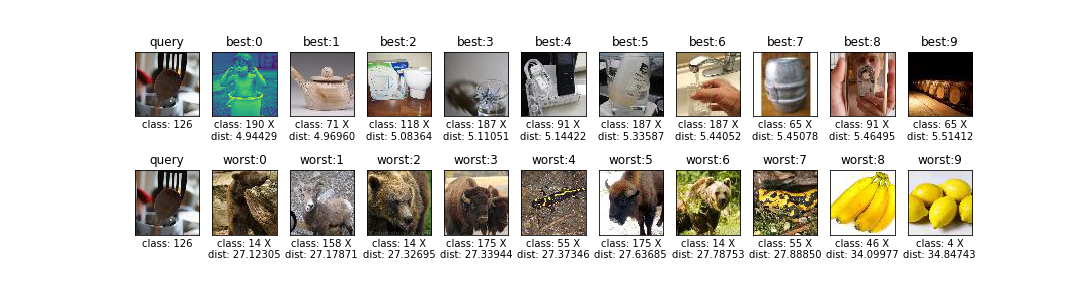 query best:0 best:1 best:2 best:3 best:4 best:5 best:6 best:7 best:8 best:9
class: 126 class: 190 X class: 71 X class: 118 X class: 187 X class: 91 X class: 187 X class: 187 X class: 65 X class: 91 X class: 65 X
dist: 4.94429 dist: 4.96960 dist: 5.08364 dist: 5.11051 dist: 5.14422 dist: 5.33587 dist: 5.44052 dist: 5.45078 dist: 5.46495 dist: 5.51412
query worst:0 worst:1 worst:2 worst:3 worst:4 worst:5 worst:6 worst:7 worst:8 worst:9
class: 126 class: 14 X class: 158 X class: 14 X class: 175 X class: 55 X class: 175 X class: 14 X class: 55 X class: 46 X class: 4 X
dist: 27.12305 dist: 27.17871 dist: 27.32695 dist: 27.33944 dist: 27.37346 dist: 27.63685 dist: 27.78753 dist: 27.88850 dist: 34.09977 dist: 34.84743